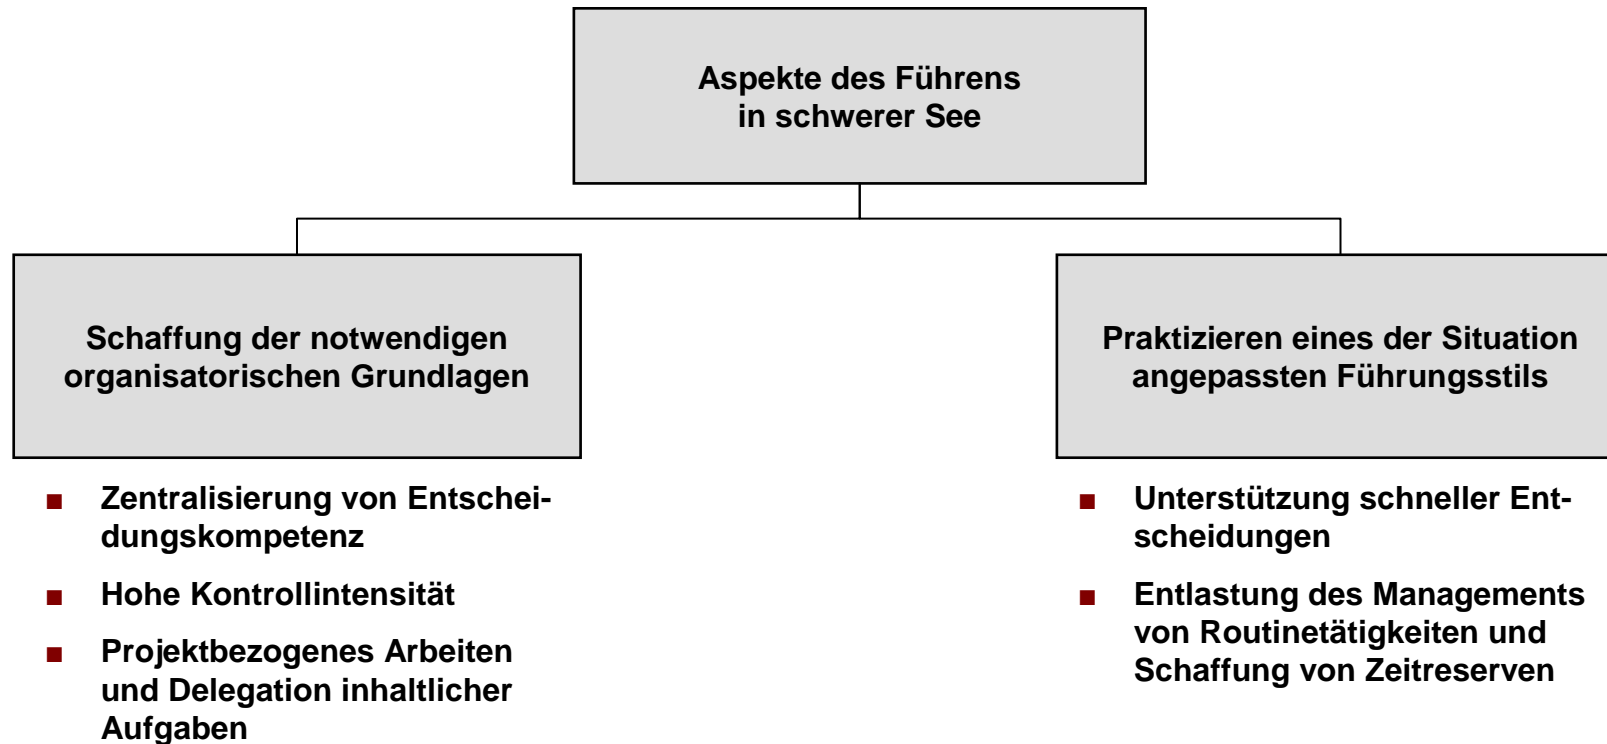 Aspekte des Führens
in schwerer See
Schaffung der notwendigen
organisatorischen Grundlagen
■ Zentralisierung von Entschei-
dungskompetenz
■ Hohe Kontrollintensität
■ Projektbezogenes Arbeiten
und Delegation inhaltlicher
Aufgaben
Praktizieren eines der Situation
angepassten Führungsstils
■ Unterstützung schneller Ent-
scheidungen
■ Entlastung des Managements
von Routinetätigkeiten und
Schaffung von Zeitreserven